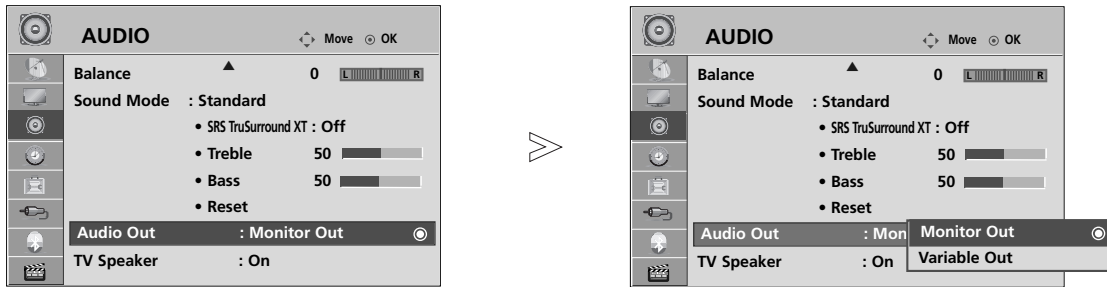 AUDIO Move OK
Balance 0 L R
Sound Mode : Standard
• SRS TruSurround XT : Off
• Treble 50
• Bass 50
• Reset
Audio Out : Monitor Out
TV Speaker : On
AUDIO Move OK
Balance 0 L R
Sound Mode : Standard
• SRS TruSurround XT : Off
• Treble 50
• Bass 50
• Reset
Audio Out : Mon Monitor Out
TV Speaker : On Variable Out